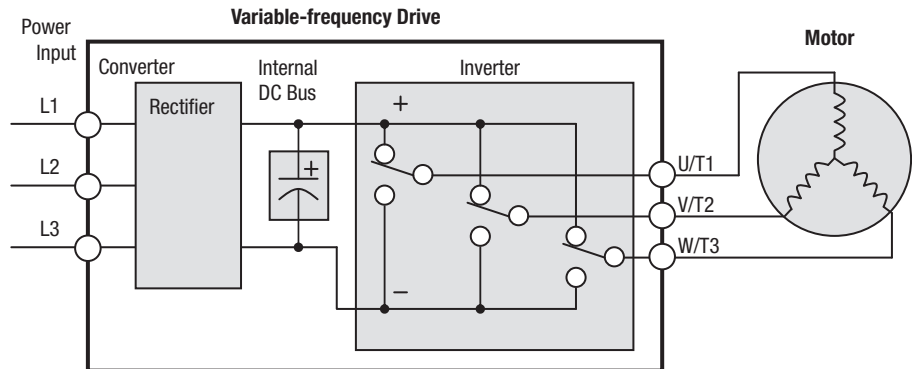 Variable-frequency Drive
Power
Input
Motor
Converter
Internal
DC Bus
Inverter
Rectifier
L1
L2
L3
+
+
−
U/T1
V/T2
W/T3